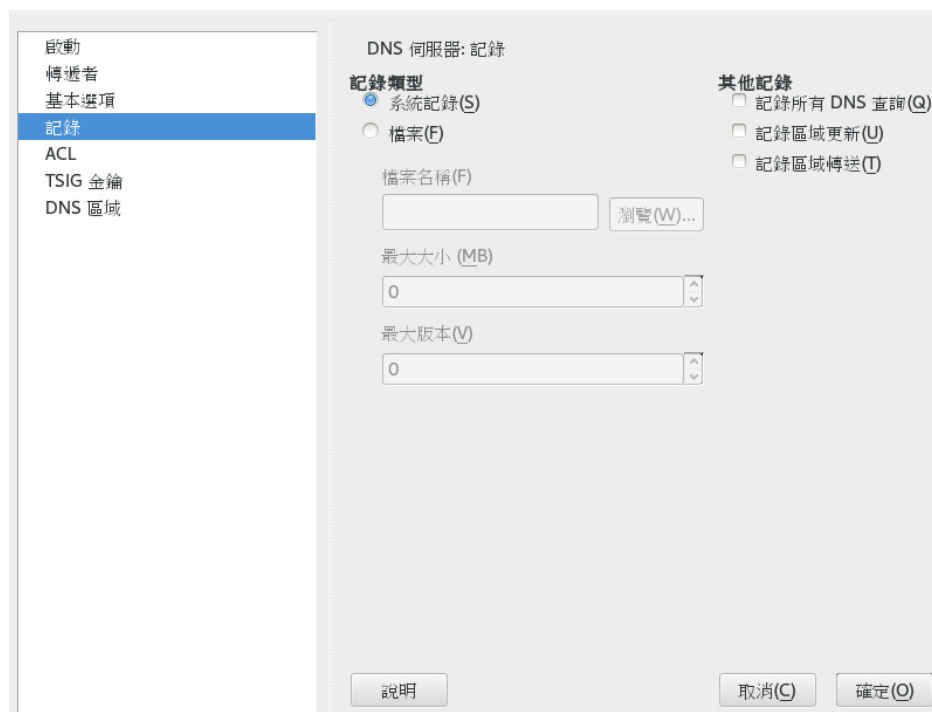 啟動
轉遞者
基本選項
記錄
ACL
TSIG 金鑰
DNS 區域
DNS 伺服器: 記錄
記錄類型
系統記錄(S)
檔案(F)
檔案名稱(F)
瀏覽(W)...
最大大小 (MB)
0
最大版本(V)
0
其他記錄
記錄所有 DNS 查詢(Q)
記錄區域更新(U)
記錄區域轉送(T)
說明
取消(C)
確定(O)